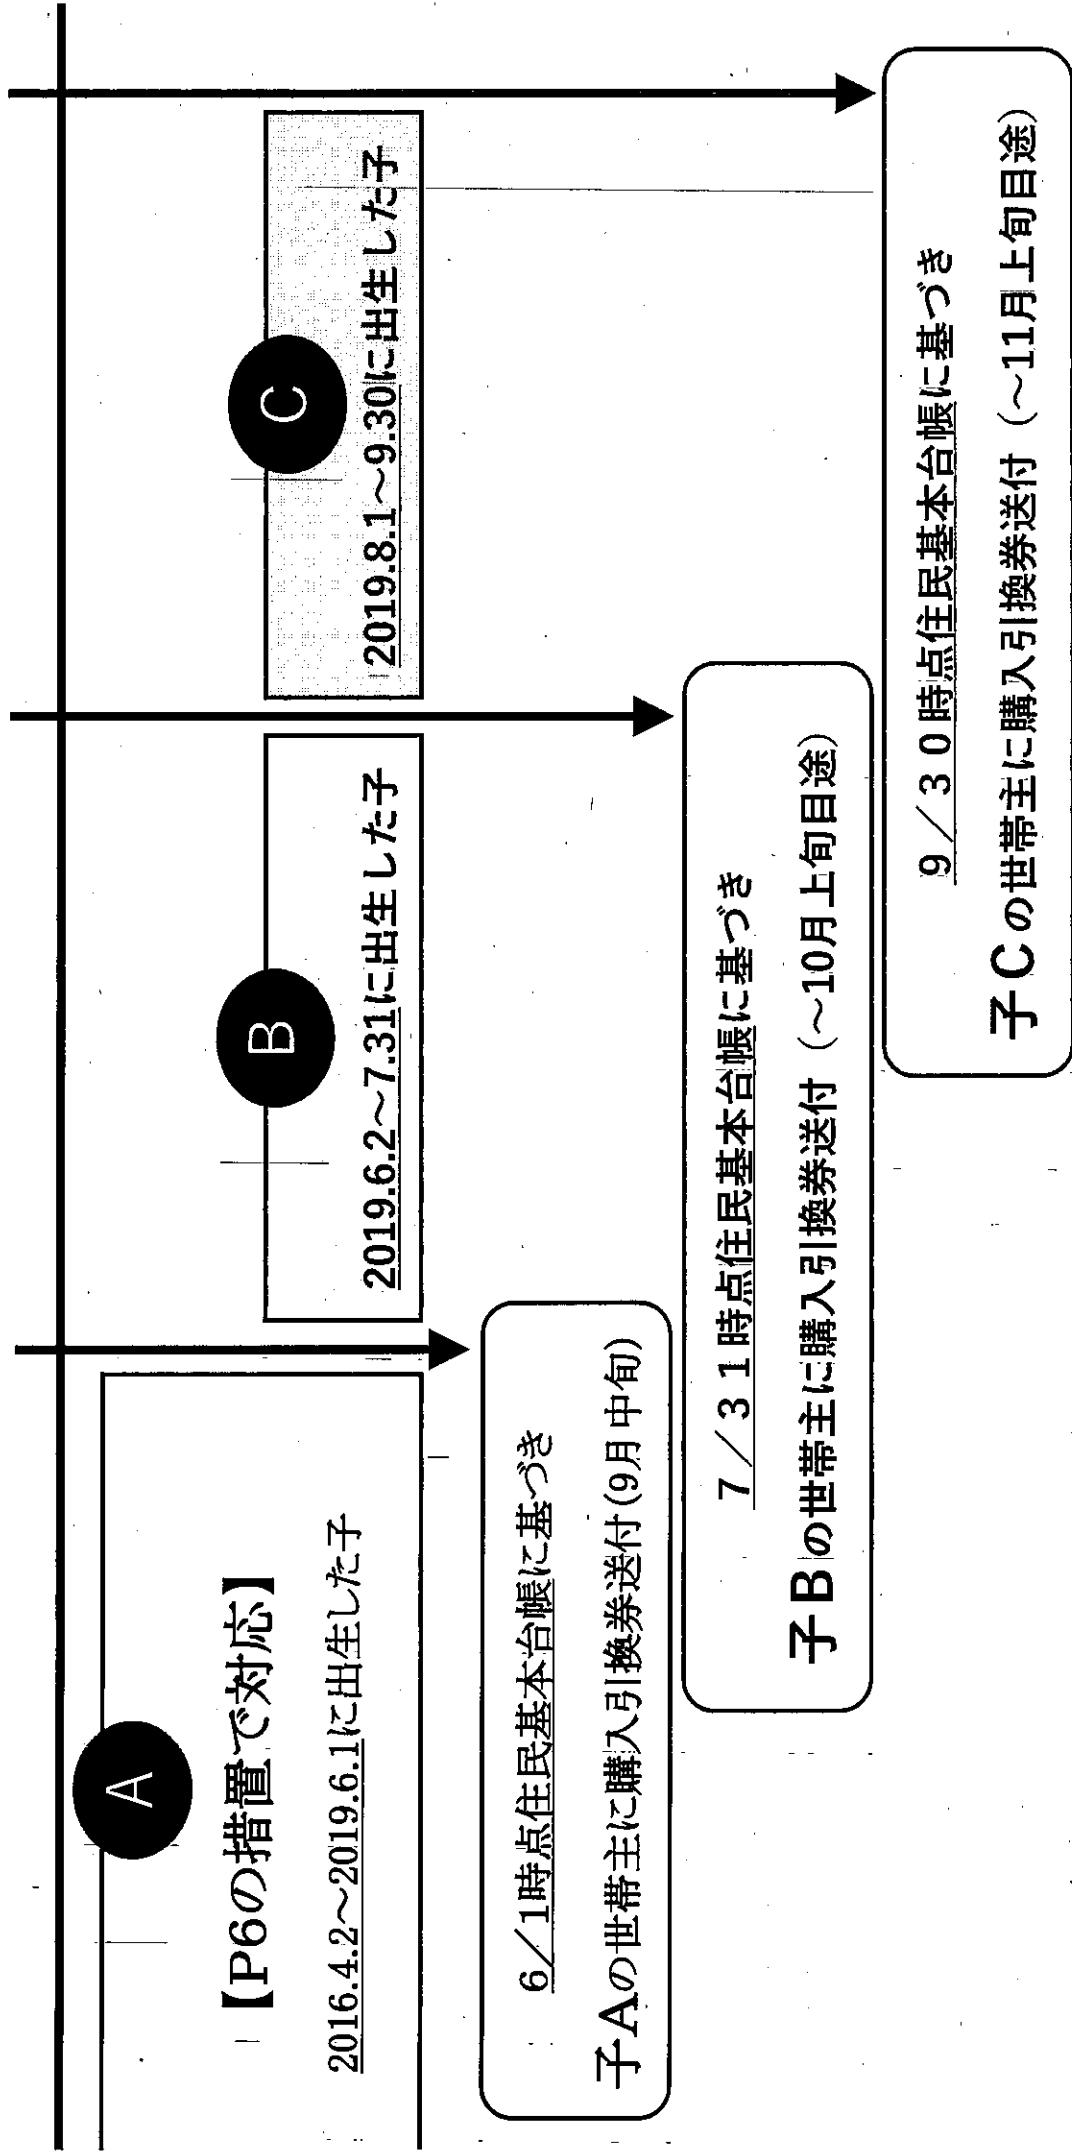 A
【P6の措置で対応】
2016.4.2～2019.6.1に出生した子
6/1時点住民基本台帳に基づき
子Aの世帯主に購入引換券送付(9月中旬)
B
2019.6.2～7.31に出生した子
7／31時点住民基本台帳に基づき
子Bの世帯主に購入引換券送付（～10月上旬目途）
C
2019.8.1～9.30に出生した子
9／30時点住民基本台帳に基づき
子Cの世帯主に購入引換券送付（～11月上旬目途）